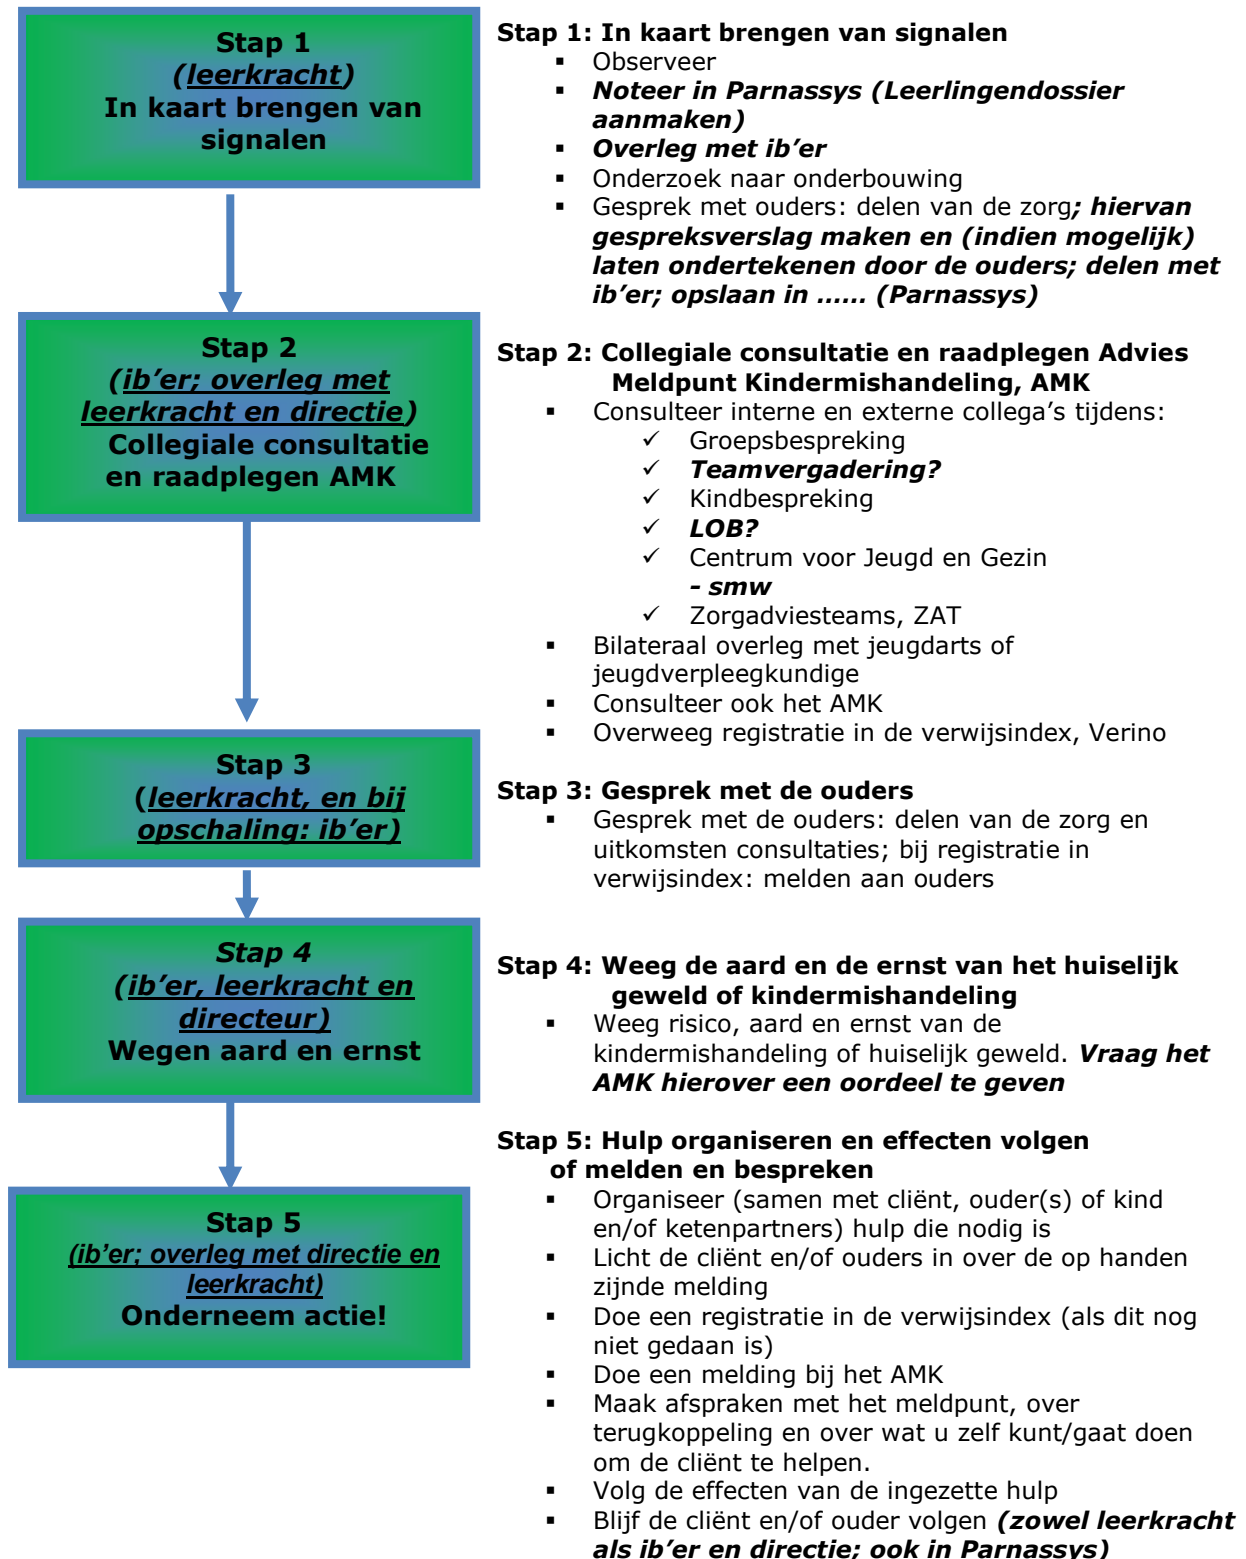 Stap 1
(leerkracht)
In kaart brengen van
signalen
Stap 1: In kaart brengen van signalen
▪ Observeer
▪ Noteer in Parnassys (Leerlingendossier
aanmaken)
▪ Overleg met ib’er
▪ Onderzoek naar onderbouwing
▪ Gesprek met ouders: delen van de zorg; hiervan
gespreksverslag maken en (indien mogelijk)
laten ondertekenen door de ouders; delen met
ib’er; opslaan in …… (Parnassys)
Stap 2
(ib’er; overleg met
leerkracht en directie)
Collegiale consultatie
en raadplegen AMK
Stap 2: Collegiale consultatie en raadplegen Advies
Meldpunt Kindermishandeling, AMK
▪ Consulteer interne en externe collega’s tijdens:
✓ Groepsbespreking
✓ Teamvergadering?
✓ Kindbespreking
✓ LOB?
✓ Centrum voor Jeugd en Gezin
– smw
✓ Zorgadviesteams, ZAT
▪ Bilateraal overleg met jeugdarts of
jeugdverpleegkundige
▪ Consulteer ook het AMK
▪ Overweeg registratie in de verwijsindex, Verino
Stap 3
(leerkracht, en bij
opschaling: ib’er)
Stap 3: Gesprek met de ouders
▪ Gesprek met de ouders: delen van de zorg en
uitkomsten consultaties; bij registratie in
verwijsindex: melden aan ouders
Stap 4
(ib’er, leerkracht en
directeur)
Wegen aard en ernst
Stap 4: Weeg de aard en de ernst van het huiselijk
geweld of kindermishandeling
▪ Weeg risico, aard en ernst van de
kindermishandeling of huiselijk geweld. Vraag het
AMK hierover een oordeel te geven
Stap 5
(ib’er; overleg met directie en
leerkracht)
Onderneem actie!
Stap 5: Hulp organiseren en effecten volgen
of melden en bespreken
▪ Organiseer (samen met cliënt, ouder(s) of kind
en/of ketenpartners) hulp die nodig is
▪ Licht de cliënt en/of ouders in over de op handen
zijnde melding
▪ Doe een registratie in de verwijsindex (als dit nog
niet gedaan is)
▪ Doe een melding bij het AMK
▪ Maak afspraken met het meldpunt, over
terugkoppeling en over wat u zelf kunt/gaat doen
om de cliënt te helpen.
▪ Volg de effecten van de ingezette hulp
▪ Blijf de cliënt en/of ouder volgen (zowel leerkracht
als ib’er en directie; ook in Parnassys)